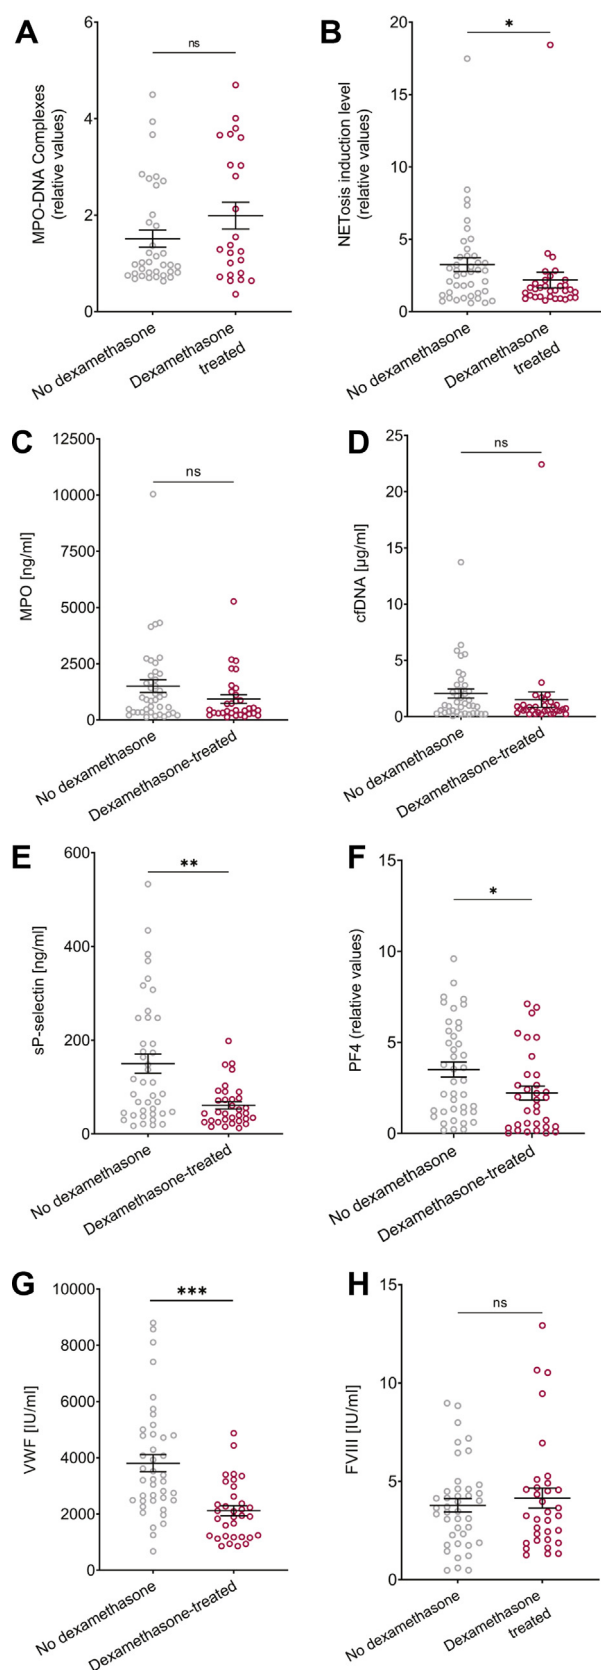 A
MPO-DNA Complexes
(relative values)
6
4
2
0
ns
No dexamethasone
Dexamethasone
treated
B
NETosis induction level
(relative values)
20
15
10
5
0
*
No dexamethasone
Dexamethasone
treated
C
MPO [ng/ml]
12500
10000
7500
5000
2500
0
ns
No dexamethasone
Dexamethasone-treated
D
cfDNA [µg/ml]
25
20
15
10
5
0
ns
No dexamethasone
Dexamethasone-treated
E
sP-selectin [ng/ml]
600
400
200
0
**
No dexamethasone
Dexamethasone-treated
F
PF4 (relative values)
15
10
5
0
*
No dexamethasone
Dexamethasone-treated
G
VWF [IU/ml]
10000
8000
6000
4000
2000
0
***
No dexamethasone
Dexamethasone-treated
H
FVIII [IU/ml]
15
10
5
0
ns
No dexamethasone
Dexamethasone
treated